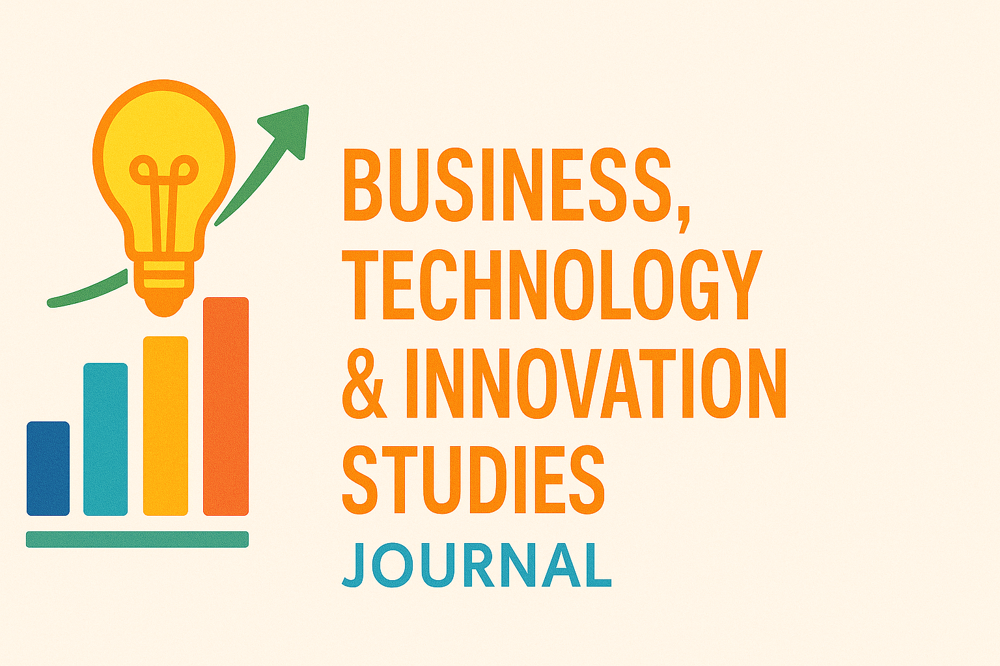 BUSINESS,
TECHNOLOGY
& INNOVATION
STUDIES
JOURNAL